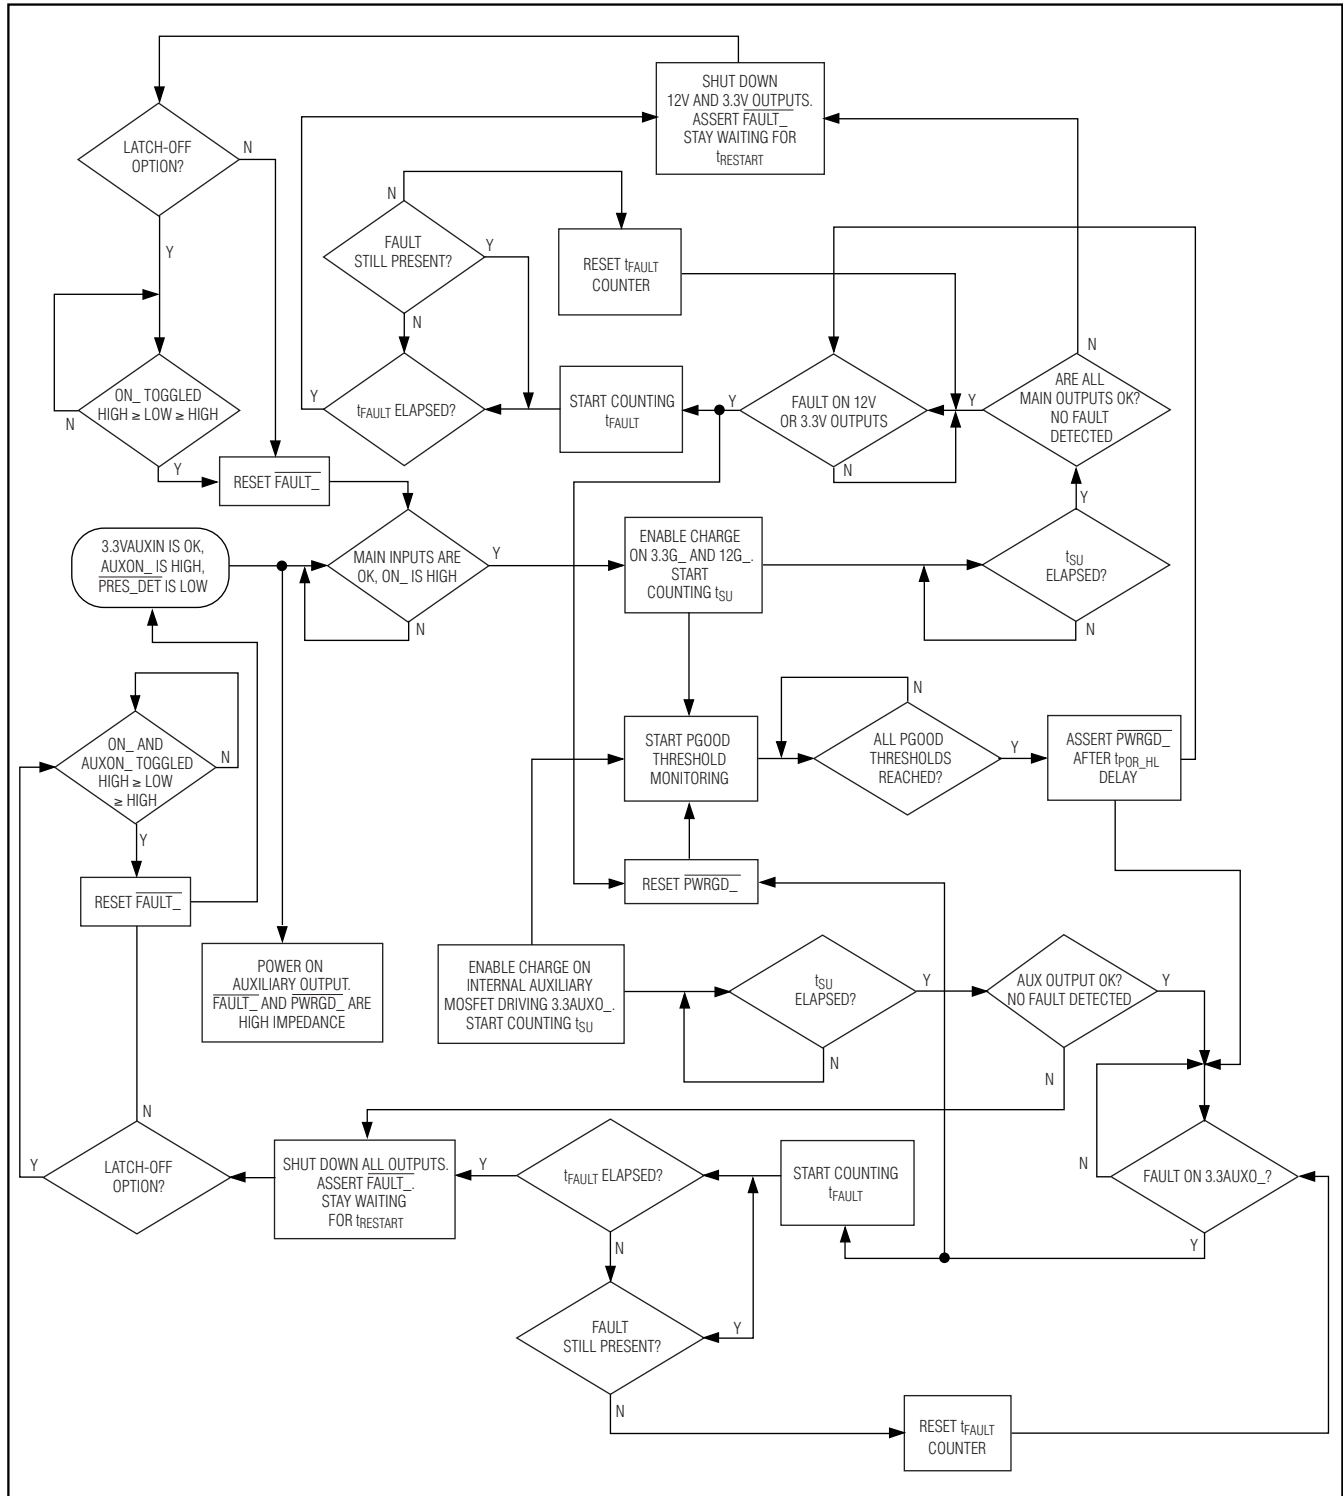 SHUT DOWN
12V AND 3.3V OUTPUTS.
ASSERT FAULT_
STAY WAITING FOR
tRESTART
LATCH-OFF
OPTION?
N
Y
N
FAULT
STILL PRESENT?
Y
N
RESET tFAULT
COUNTER
N
ON_ TOGGLED
HIGH ≥ LOW ≥ HIGH
N
Y
Y
tFAULT ELAPSED?
START COUNTING
tFAULT
Y
FAULT ON 12V
OR 3.3V OUTPUTS
N
Y
ARE ALL
MAIN OUTPUTS OK?
NO FAULT
DETECTED
Y
RESET FAULT_
3.3VAUXIN IS OK,
AUXON_ IS HIGH,
PRES_DET IS LOW
MAIN INPUTS ARE
OK, ON_ IS HIGH
Y
N
ENABLE CHARGE
ON 3.3G_ AND 12G_.
START
COUNTING tSU
tSU
ELAPSED?
N
ON_ AND
AUXON_ TOGGLED
HIGH ≥ LOW
≥ HIGH
N
Y
START PGOOD
THRESHOLD
MONITORING
N
ALL PGOOD
THRESHOLDS
REACHED?
Y
ASSERT PWRGD_
AFTER tPOR_HL
DELAY
RESET FAULT_
RESET PWRGD_
POWER ON
AUXILIARY OUTPUT.
FAULT_ AND PWRGD_ ARE
HIGH IMPEDANCE
ENABLE CHARGE ON
INTERNAL AUXILIARY
MOSFET DRIVING 3.3AUXO_.
START COUNTING tSU
tSU
ELAPSED?
Y
N
AUX OUTPUT OK?
NO FAULT DETECTED
Y
N
N
Y
LATCH-OFF
OPTION?
SHUT DOWN ALL OUTPUTS.
ASSERT FAULT_.
STAY WAITING
FOR tRESTART
Y
tFAULT ELAPSED?
N
START COUNTING
tFAULT
N
FAULT ON 3.3AUXO_?
Y
FAULT
STILL PRESENT?
Y
N
RESET tFAULT
COUNTER